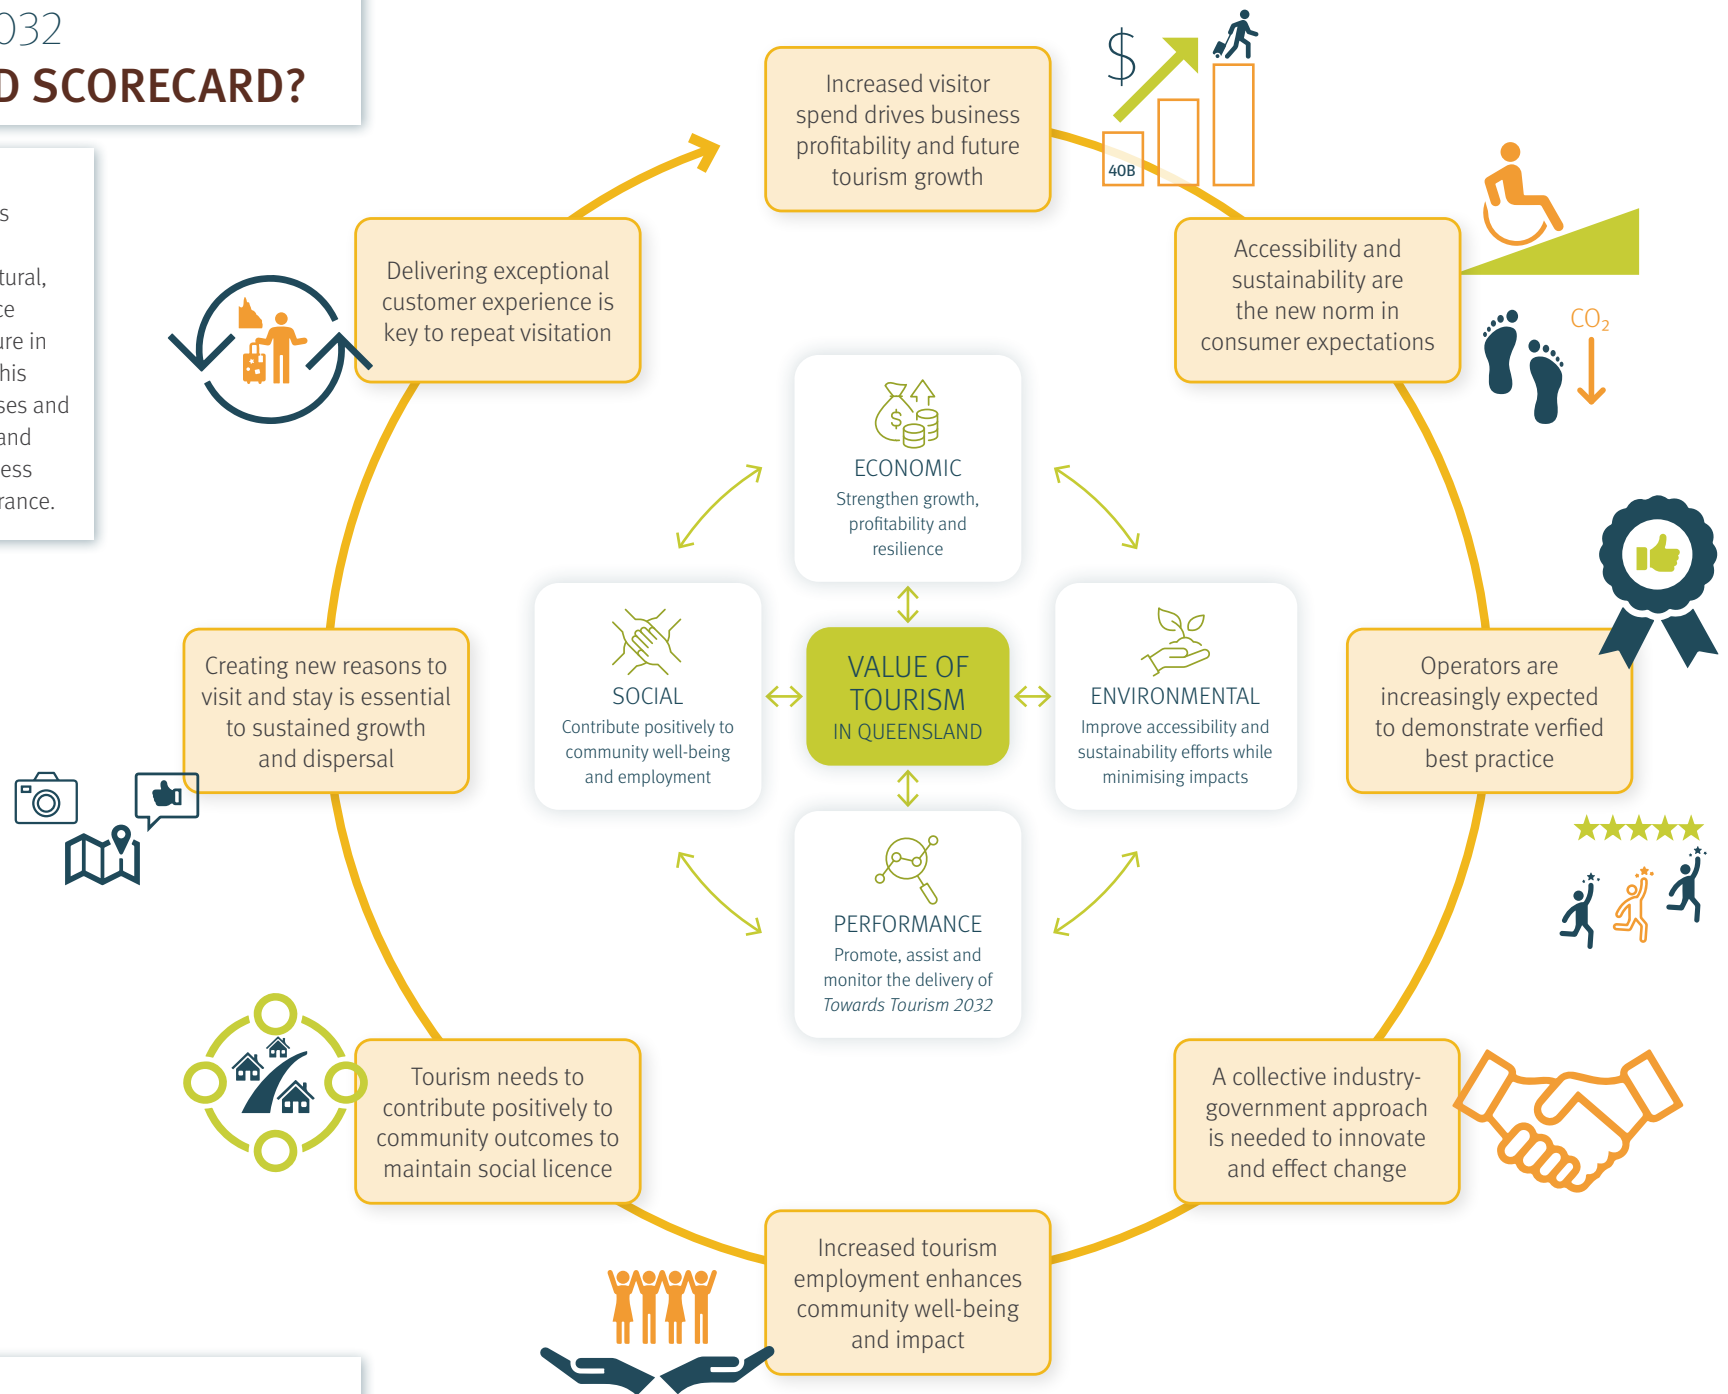 032
D SCORECARD?
s
tural,
ce
ure in
his
ses and
and
ess
rance.
Increased visitor
spend drives business
profitability and future
tourism growth
$
40B
Accessibility and
sustainability are
the new norm in
consumer expectations
CO₂
Operators are
increasingly expected
to demonstrate verfied
best practice
A collective industry-
government approach
is needed to innovate
and effect change
Increased tourism
employment enhances
community well-being
and impact
Tourism needs to
contribute positively to
community outcomes to
maintain social licence
Creating new reasons to
visit and stay is essential
to sustained growth
and dispersal
Delivering exceptional
customer experience is
key to repeat visitation
$
ECONOMIC
Strengthen growth,
profitability and
resilience
SOCIAL
Contribute positively to
community well-being
and employment
VALUE OF
TOURISM
IN QUEENSLAND
ENVIRONMENTAL
Improve accessibility and
sustainability efforts while
minimising impacts
PERFORMANCE
Promote, assist and
monitor the delivery of
Towards Tourism 2032